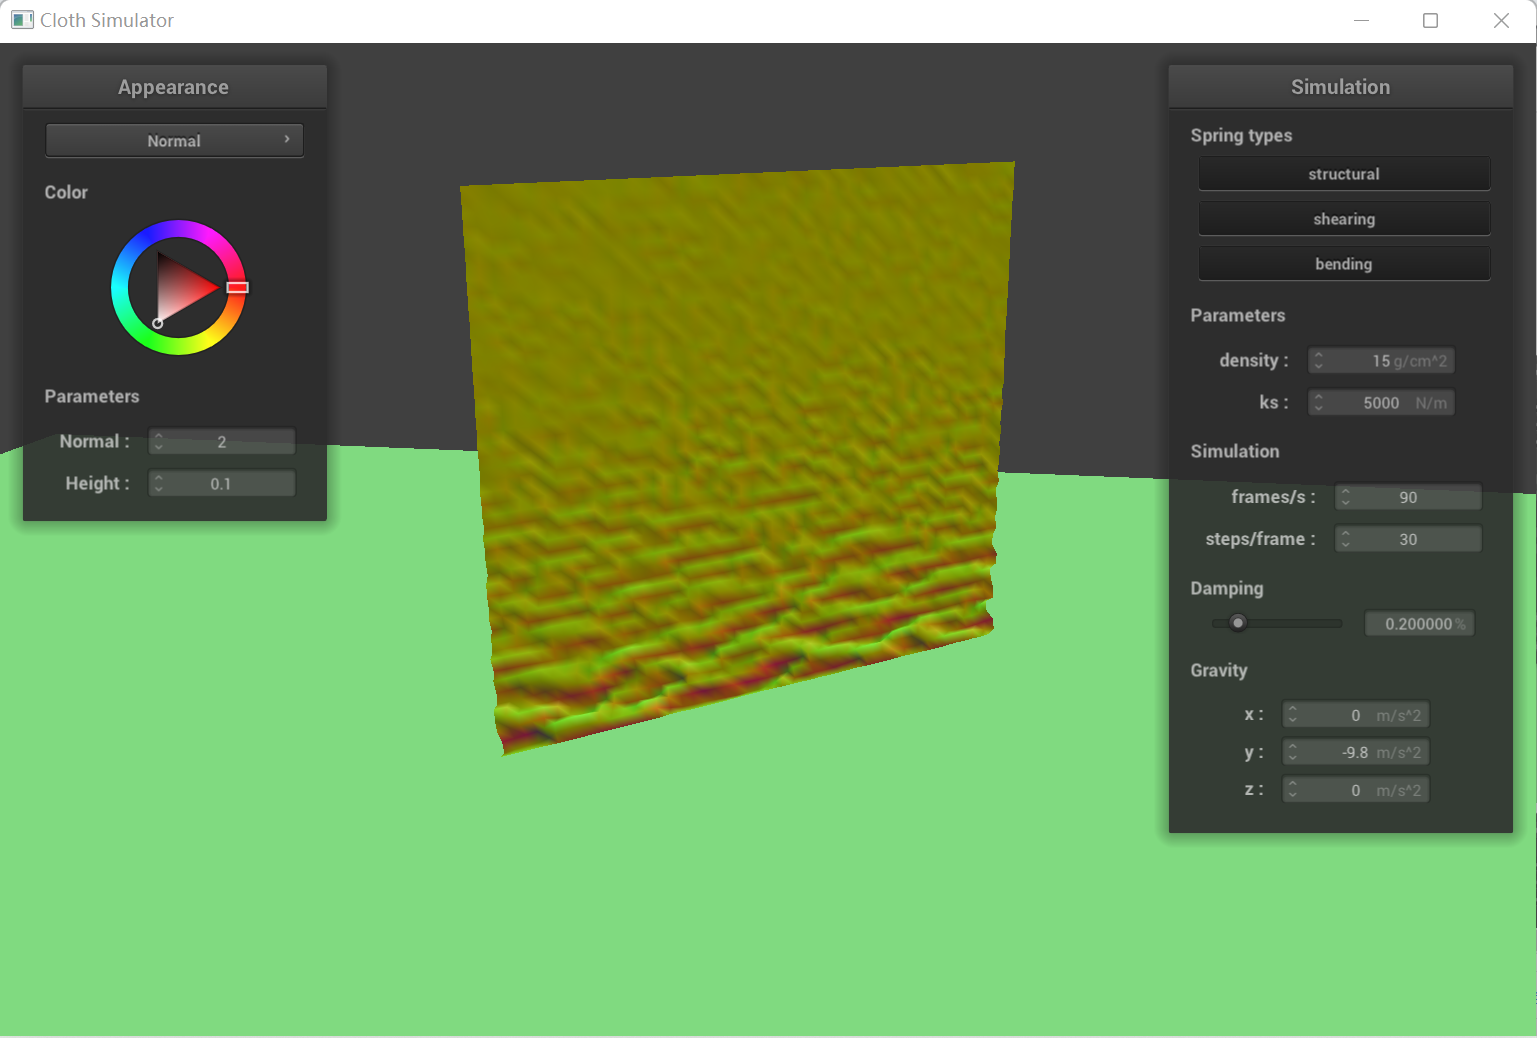 Cloth Simulator
Appearance
Normal
Color
Parameters
Normal : 2
Height : 0.1
Simulation
Spring types
structural
shearing
bending
Parameters
density : 15 g/cm^2
ks : 5000 N/m
Simulation
frames/s : 90
steps/frame : 30
Damping
0.200000 %
Gravity
x : 0 m/s^2
y : -9.8 m/s^2
z : 0 m/s^2